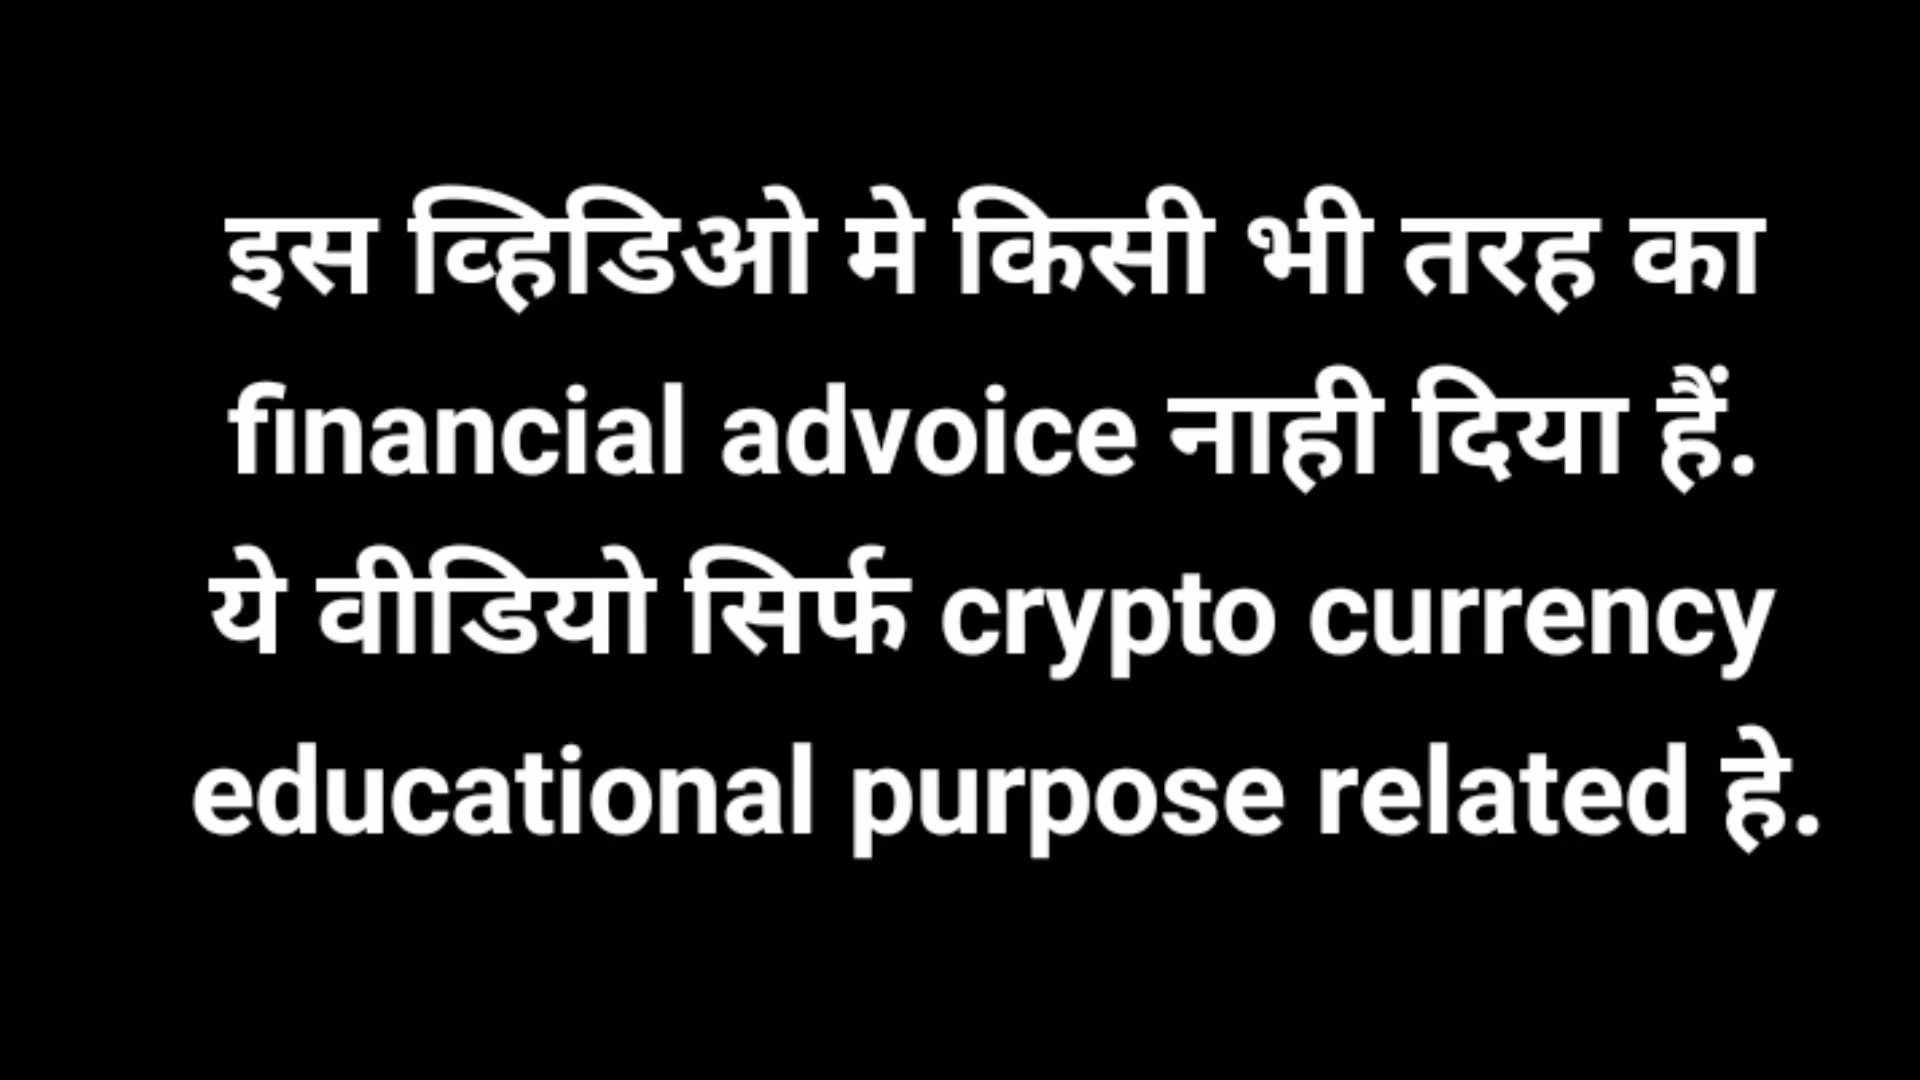 इस व्हिडिओ मे किसी भी तरह का
financial advoice नाही दिया हैं.
ये वीडियो सिर्फ crypto currency
educational purpose related हे.